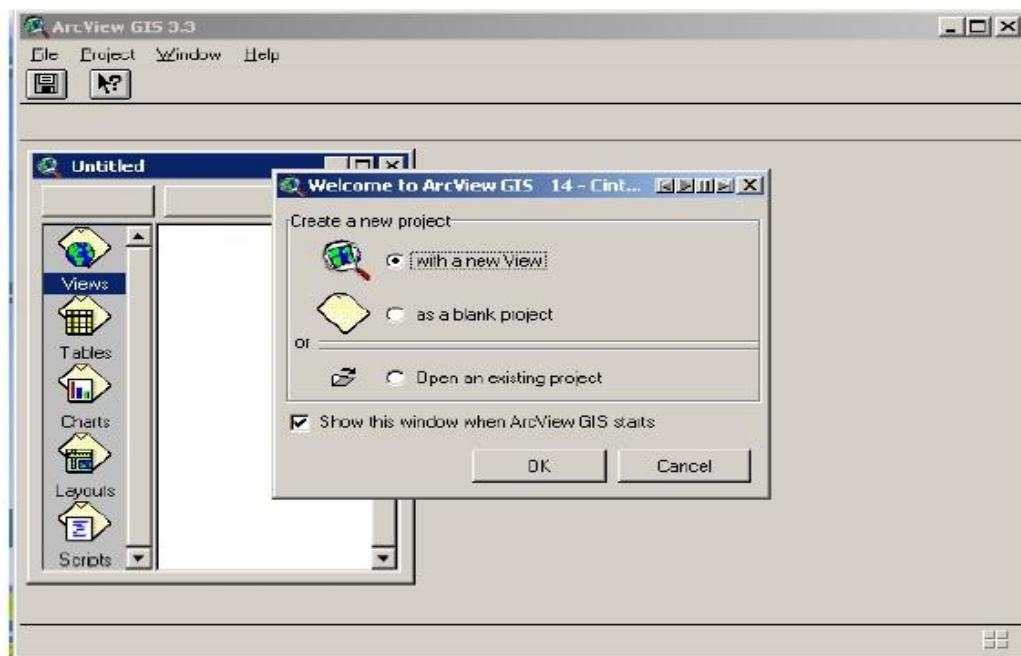 ArcView GIS 3.3
File Project Window Help
Untitled
Views
Tables
Charts
Layouts
Scripts
Welcome to ArcView GIS 14 - Cint...
Create a new project
with a new View
as a blank project
or
Open an existing project
Show this window when ArcView GIS starts
OK Cancel